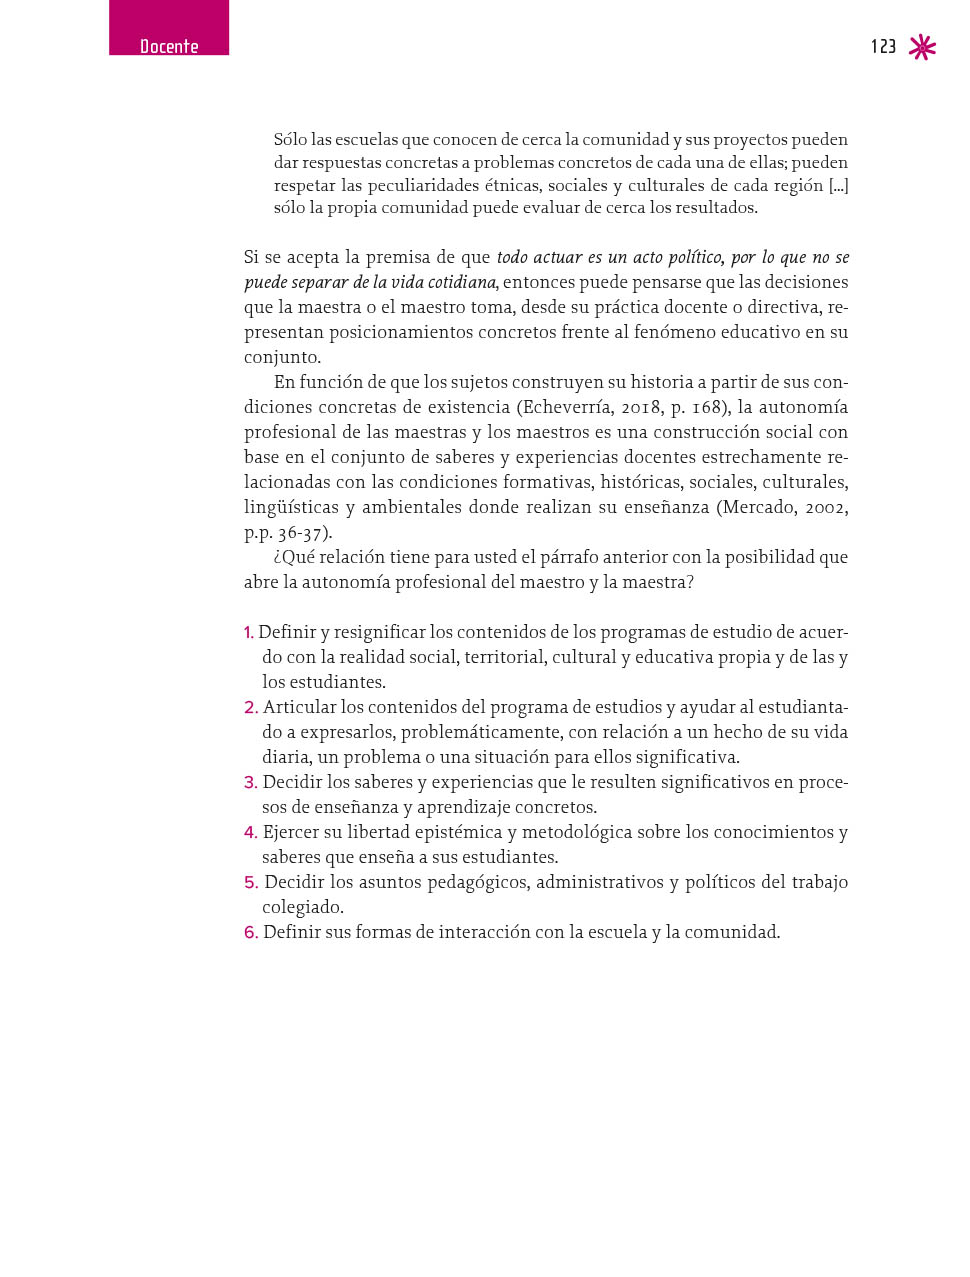 Docente
123
Sólo las escuelas que conocen de cerca la comunidad y sus proyectos pueden
dar respuestas concretas a problemas concretos de cada una de ellas; pueden
respetar las peculiaridades étnicas, sociales y culturales de cada región [...]
sólo la propia comunidad puede evaluar de cerca los resultados.
Si se acepta la premisa de que todo actuar es un acto político, por lo que no se
puede separar de la vida cotidiana, entonces puede pensarse que las decisiones
que la maestra o el maestro toma, desde su práctica docente o directiva, re-
presentan posicionamientos concretos frente al fenómeno educativo en su
conjunto.
En función de que los sujetos construyen su historia a partir de sus con-
diciones concretas de existencia (Echeverría, 2018, p. 168), la autonomía
profesional de las maestras y los maestros es una construcción social con
base en el conjunto de saberes y experiencias docentes estrechamente re-
lacionadas con las condiciones formativas, históricas, sociales, culturales,
lingüísticas y ambientales donde realizan su enseñanza (Mercado, 2002,
p.p. 36-37).
¿Qué relación tiene para usted el párrafo anterior con la posibilidad que
abre la autonomía profesional del maestro y la maestra?
1. Definir y resignificar los contenidos de los programas de estudio de acuer-
do con la realidad social, territorial, cultural y educativa propia y de las y
los estudiantes.
2. Articular los contenidos del programa de estudios y ayudar al estudianta-
do a expresarlos, problemáticamente, con relación a un hecho de su vida
diaria, un problema o una situación para ellos significativa.
3. Decidir los saberes y experiencias que le resulten significativos en proce-
sos de enseñanza y aprendizaje concretos.
4. Ejercer su libertad epistémica y metodológica sobre los conocimientos y
saberes que enseña a sus estudiantes.
5. Decidir los asuntos pedagógicos, administrativos y políticos del trabajo
colegiado.
6. Definir sus formas de interacción con la escuela y la comunidad.